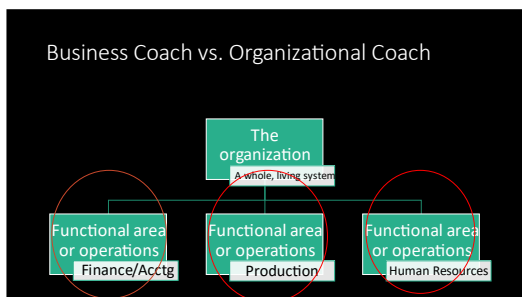 Business Coach vs. Organizational Coach
The
organization
A whole, living system
Functional area
or operations
Finance/Acctg
Functional area
or operations
Production
Functional area
or operations
Human Resources